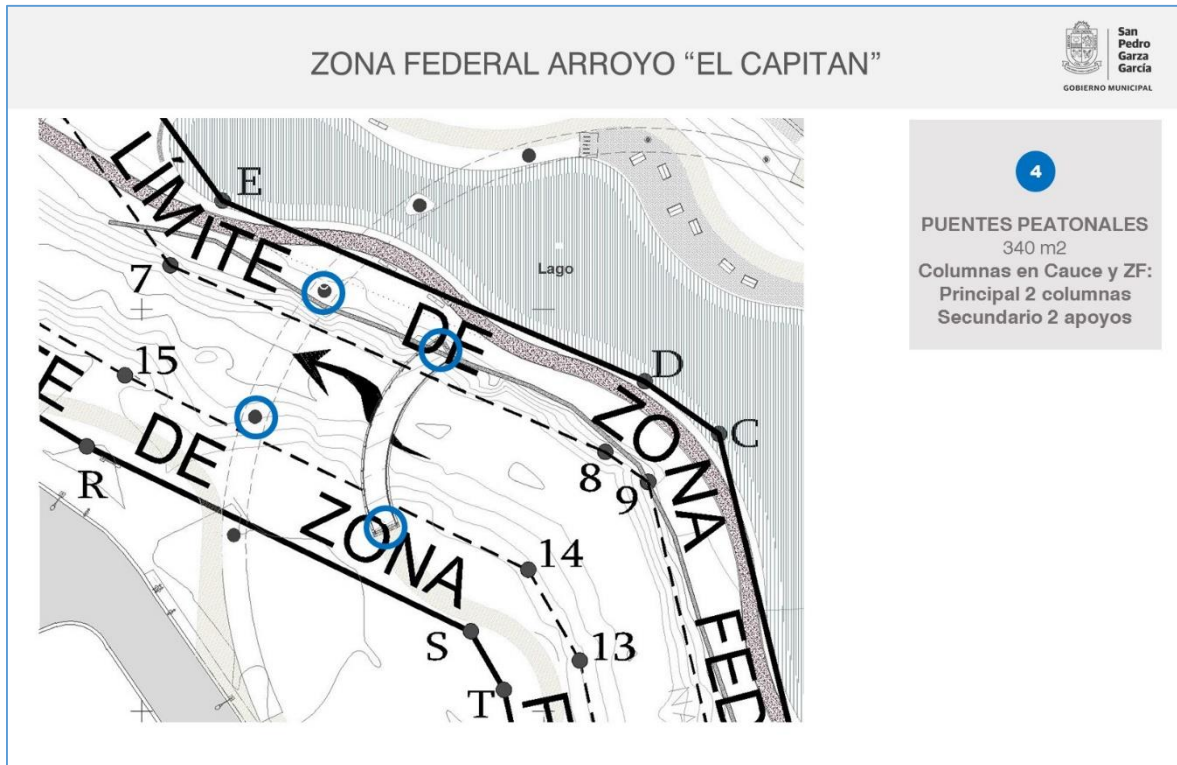 ZONA FEDERAL ARROYO “EL CAPITAN”
San
Pedro
Garza
García
GOBIERNO MUNICIPAL
4
PUENTES PEATONALES
340 m2
Columnas en Cauce y ZF:
Principal 2 columnas
Secundario 2 apoyos
LÍMITE DE ZONA FED
E
7
Lago
15
D
C
TE DE ZONA F
R
8
9
14
S
13
T